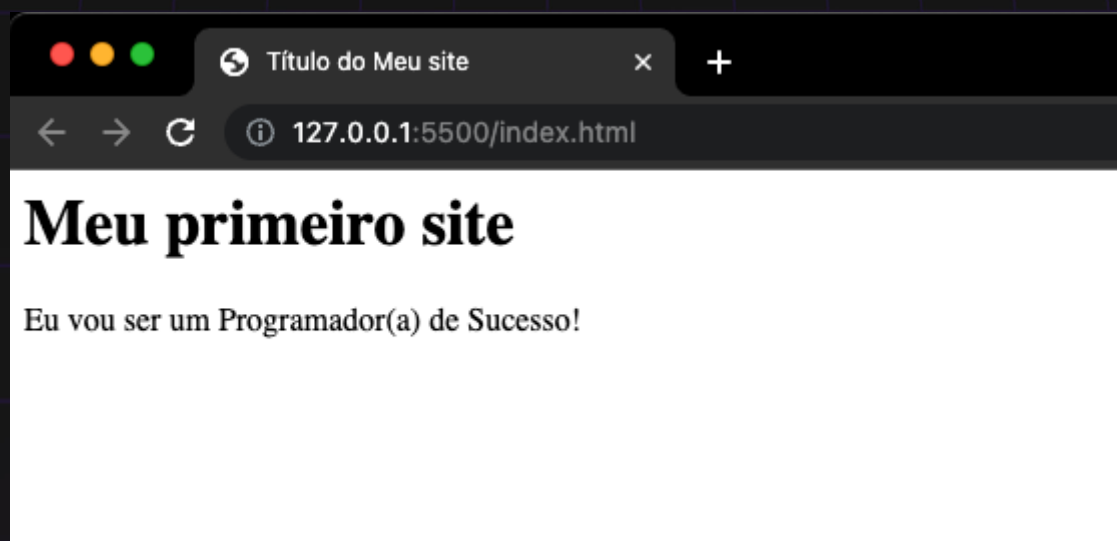 Título do Meu site
127.0.0.1:5500/index.html
Meu primeiro site
Eu vou ser um Programador(a) de Sucesso!